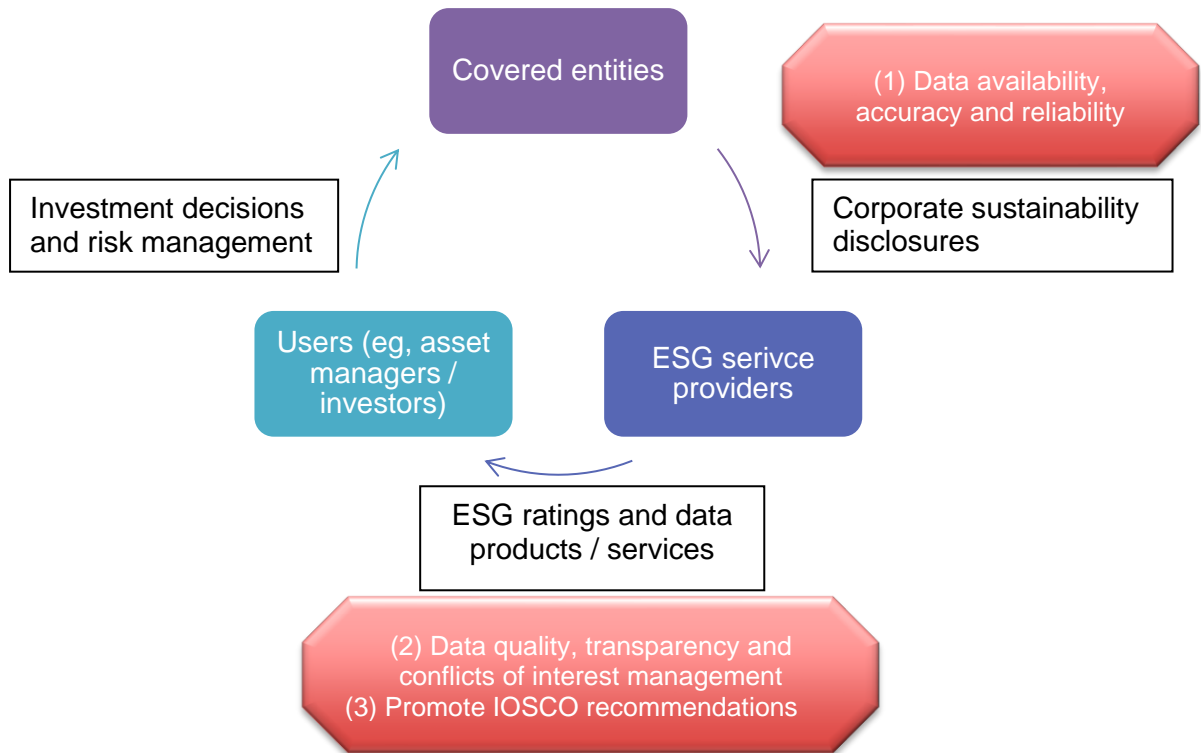 Covered entities
(1) Data availability,
accuracy and reliability
Investment decisions
and risk management
Corporate sustainability
disclosures
Users (eg, asset
managers /
investors)
ESG serivce
providers
ESG ratings and data
products / services
(2) Data quality, transparency and
conflicts of interest management
(3) Promote IOSCO recommendations